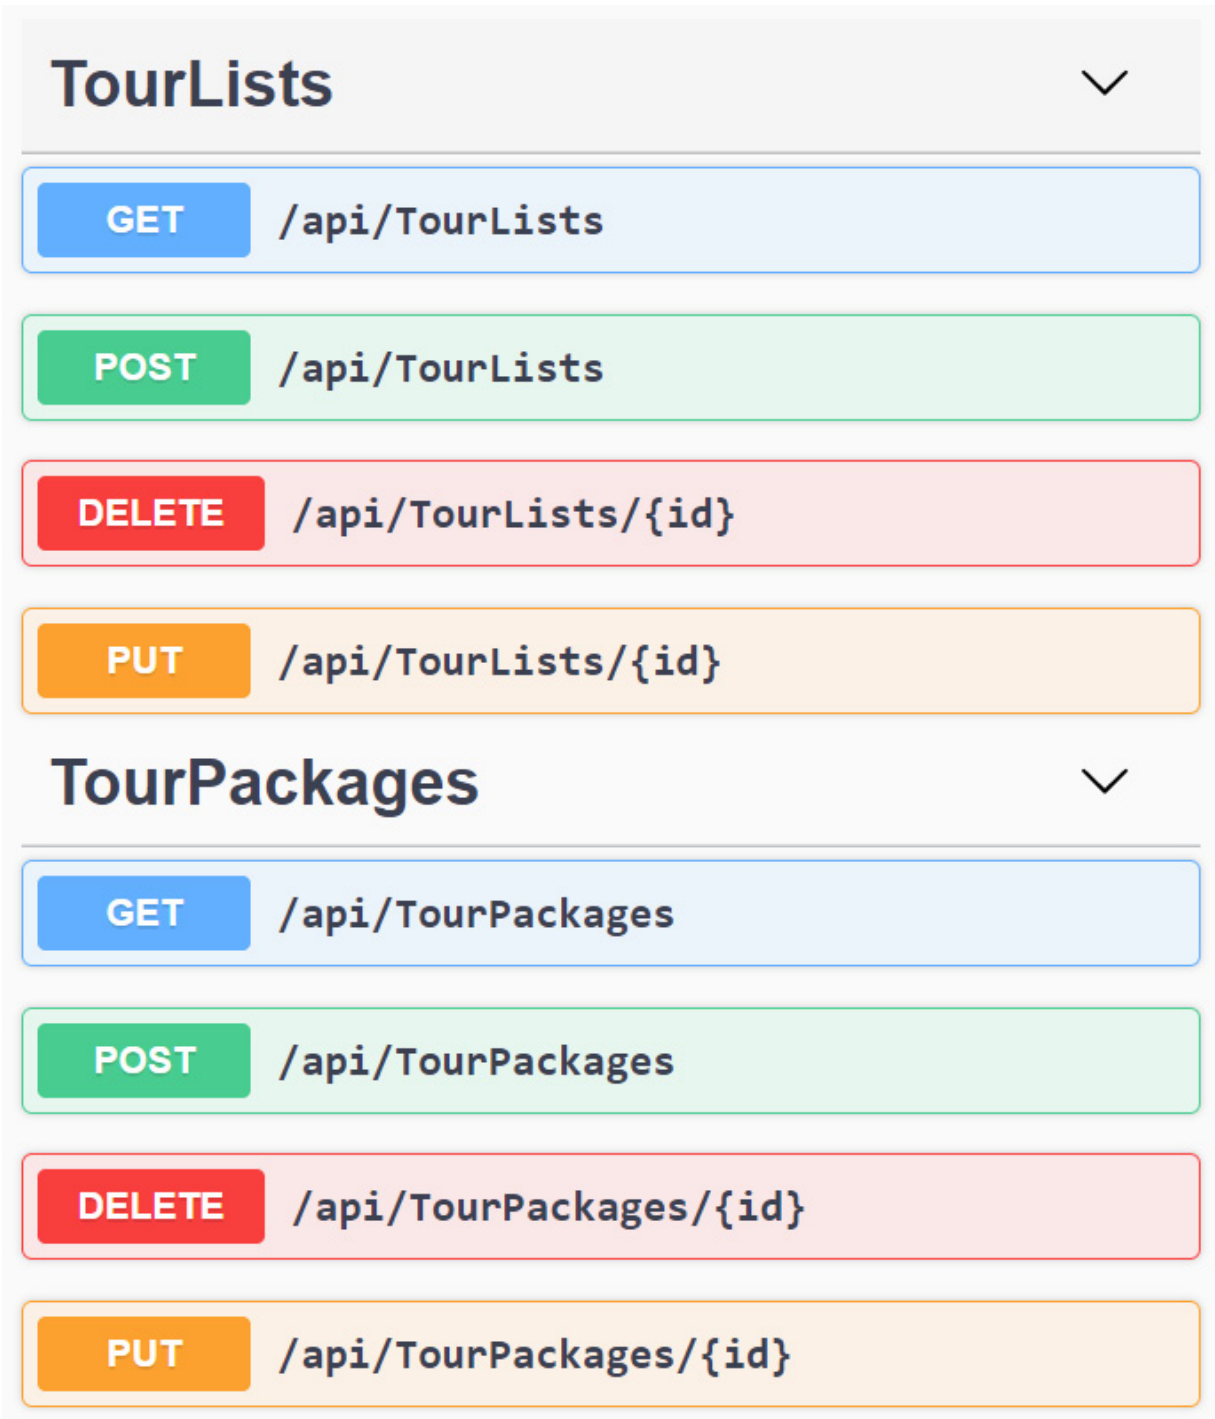 TourLists
GET /api/TourLists
POST /api/TourLists
DELETE /api/TourLists/{id}
PUT /api/TourLists/{id}
TourPackages
GET /api/TourPackages
POST /api/TourPackages
DELETE /api/TourPackages/{id}
PUT /api/TourPackages/{id}